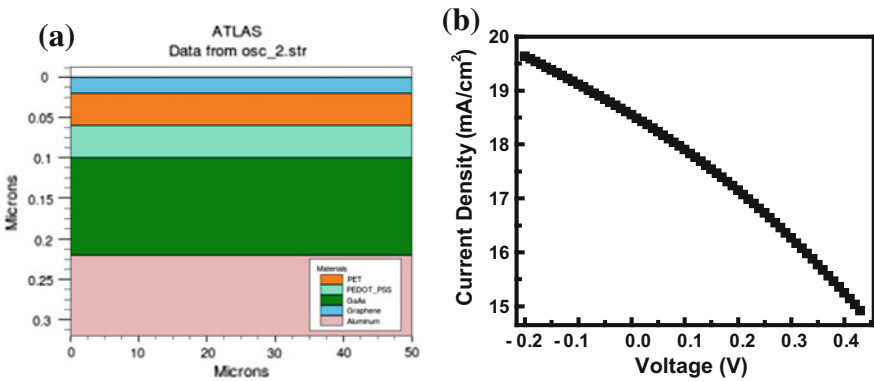 (a)
ATLAS
Data from osc_2.str
0
0.05
0.1
0.15
0.2
0.25
0.3
Microns
0
10
20
30
40
50
Microns
Materials
PET
PEDOT_PSS
GaAs
Graphene
Aluminum
(b)
20
19
18
17
16
15
Current Density (mA/cm²)
-0.2
-0.1
0.0
0.1
0.2
0.3
0.4
Voltage (V)